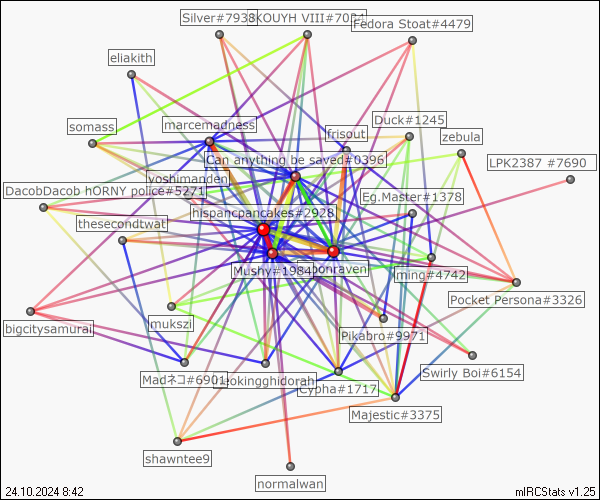 Silver#7938
KOUYH VIII#7034
Fedora Stoat#4479
eliakith
somass
marcemadness
frisout
Duck#1245
zebula
Can anything be saved#0396
LPK2387 #7690
yoshimanden
DacobDacob hORNY police#5271
Eg.Master#1378
hispancpancakes#2928
thesecondtwat
Mushy#1984
onraven
ming#4742
Pocket Persona#3326
bigcitysamurai
mukszi
Pikabro#9971
Swirly Boi#6154
Madネコ#6901
eokingghidorah
Cypha#1717
Majestic#3375
shawntee9
normalwan
24.10.2024 8:42
mIRCStats v1.25